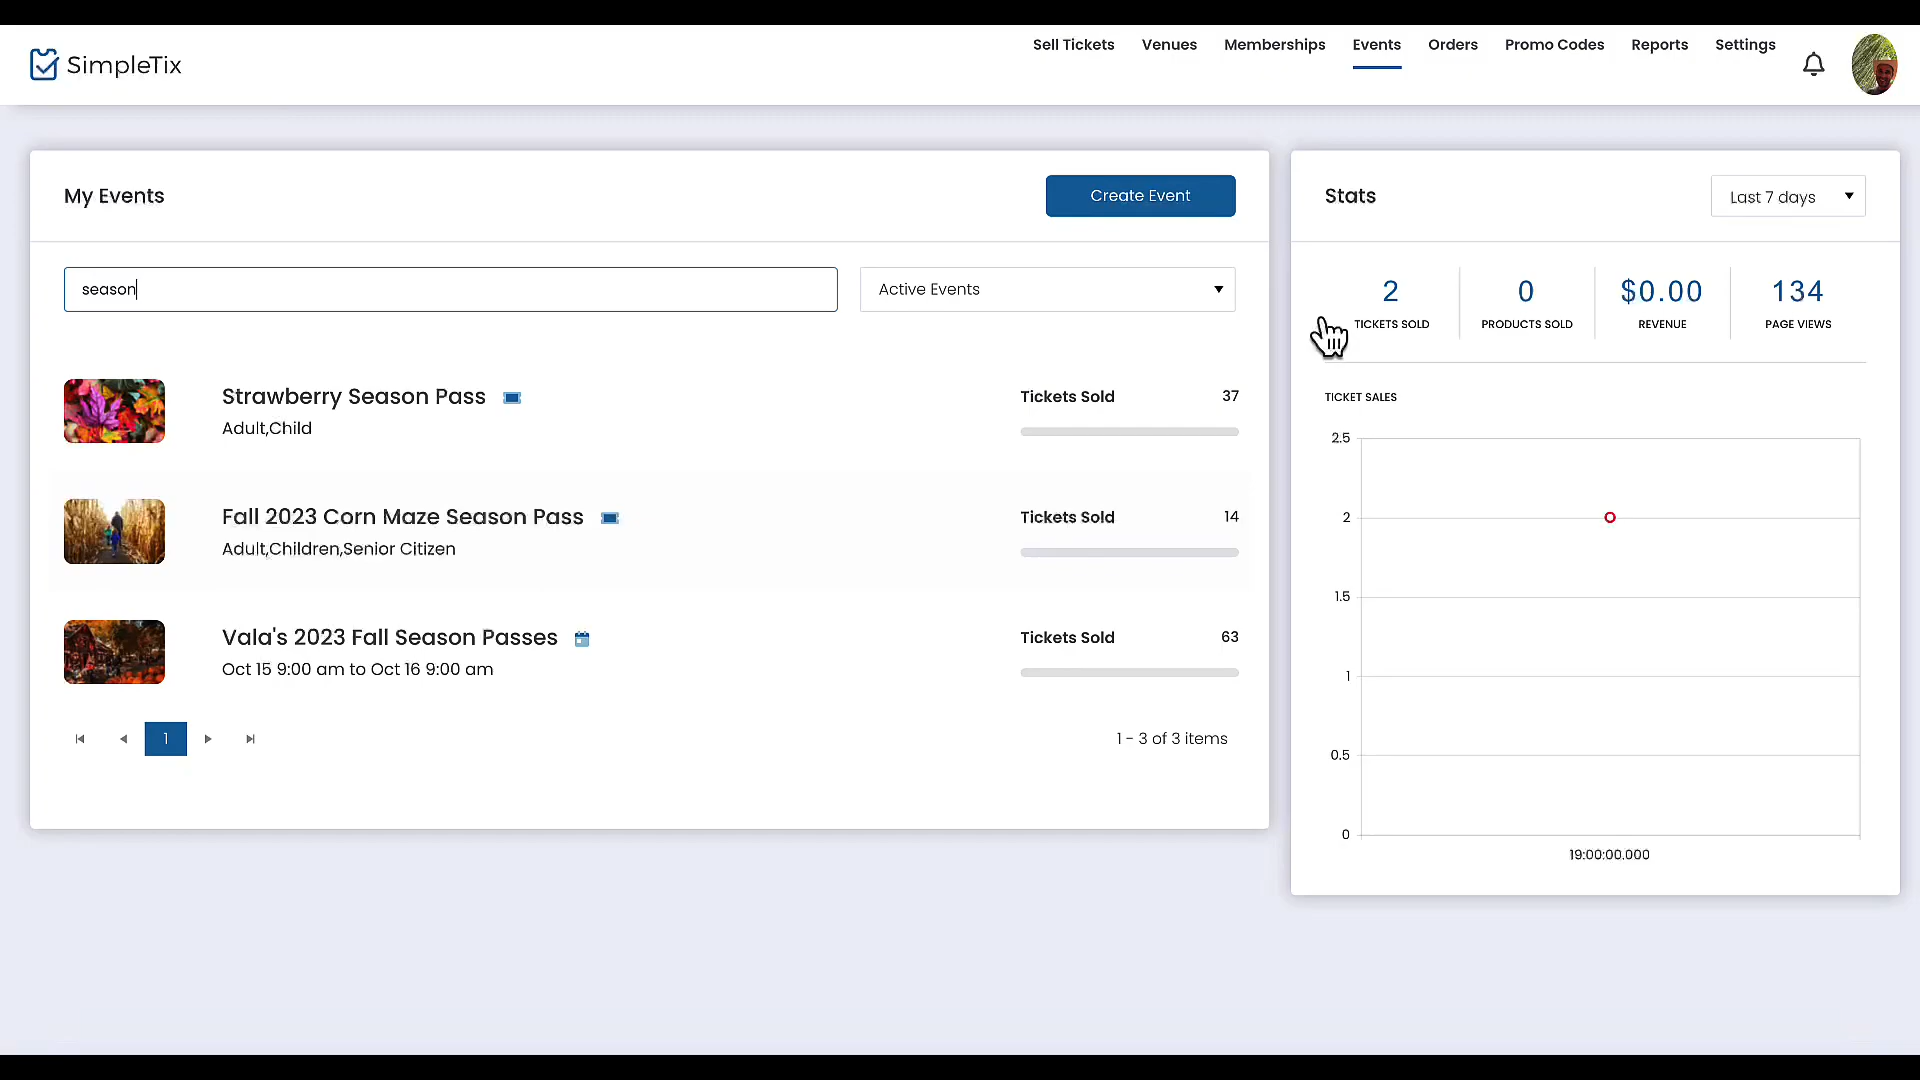 SimpleTix
Sell Tickets Venues Memberships Events Orders Promo Codes Reports Settings
My Events
Create Event
season
Active Events
Strawberry Season Pass
Adult,Child
Tickets Sold 37
Fall 2023 Corn Maze Season Pass
Adult,Children,Senior Citizen
Tickets Sold 14
Vala's 2023 Fall Season Passes
Oct 15 9:00 am to Oct 16 9:00 am
Tickets Sold 63
1
1 - 3 of 3 items
Stats
Last 7 days
2 0 $0.00 134
TICKETS SOLD PRODUCTS SOLD REVENUE PAGE VIEWS
TICKET SALES
2.5
2
1.5
1
0.5
0
19:00:00.000